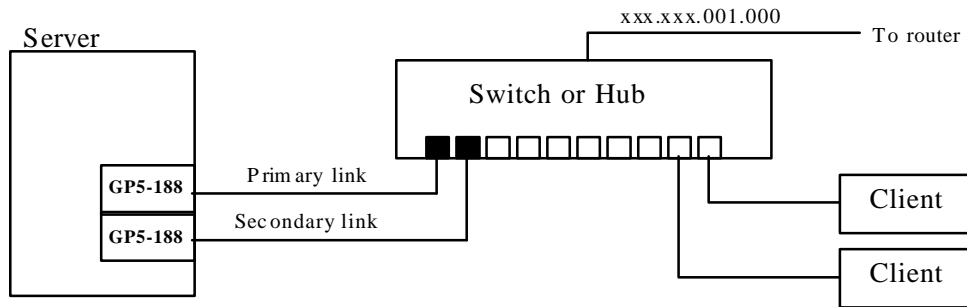 xxx.xxx.001.000
To router
Server
Switch or Hub
GP5-188
Primary link
GP5-188
Secondary link
Client
Client